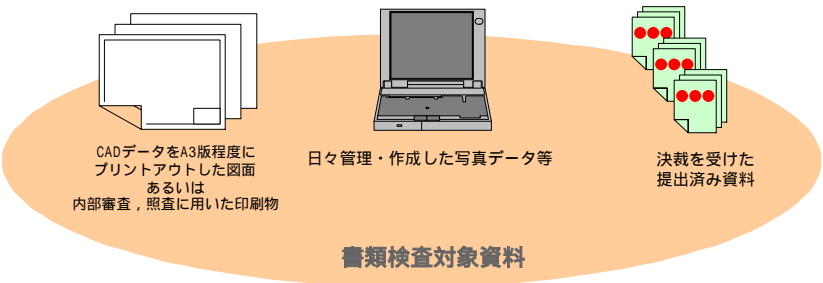 CADデータをA3版程度に
プリントアウトした図面
あるいは
内部審査，照査に用いた印刷物
日々管理・作成した写真データ等
決裁を受けた
提出済み資料
書類検査対象資料